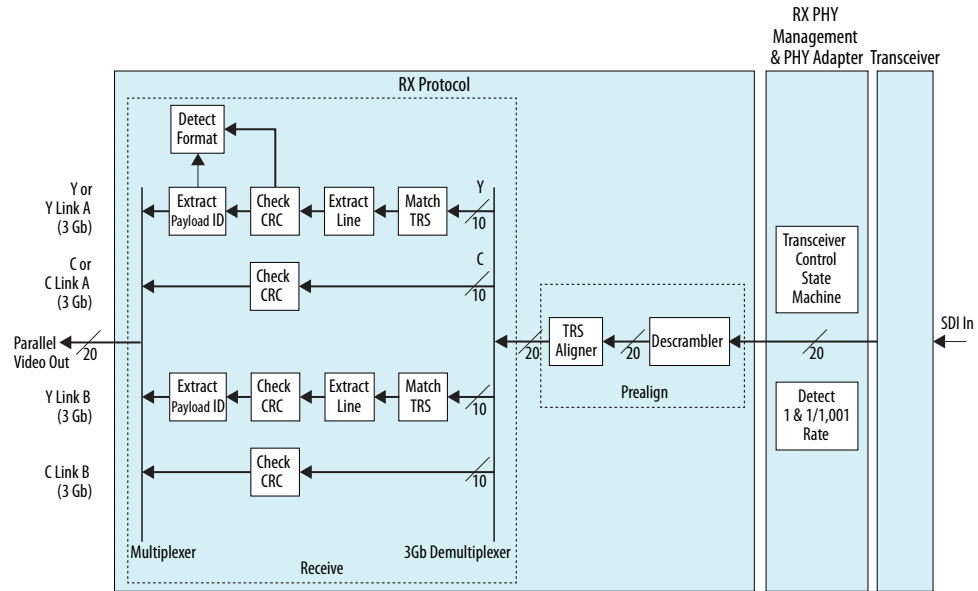 RX PHY
Management
& PHY Adapter
Transceiver
RX Protocol
Detect
Format
Y or
Y Link A
(3 Gb)
Extract
Payload ID
Check
CRC
Extract
Line
Match
TRS
Y
10
C or
C Link A
(3 Gb)
Check
CRC
C
10
Transceiver
Control
State
Machine
Parallel
Video Out
20
20
TRS
Aligner
20
Descrambler
20
SDI In
Prealign
Y Link B
(3 Gb)
Extract
Payload ID
Check
CRC
Extract
Line
Match
TRS
10
Detect
1 & 1/1,001
Rate
C Link B
(3 Gb)
Check
CRC
10
Multiplexer
3Gb Demultiplexer
Receive